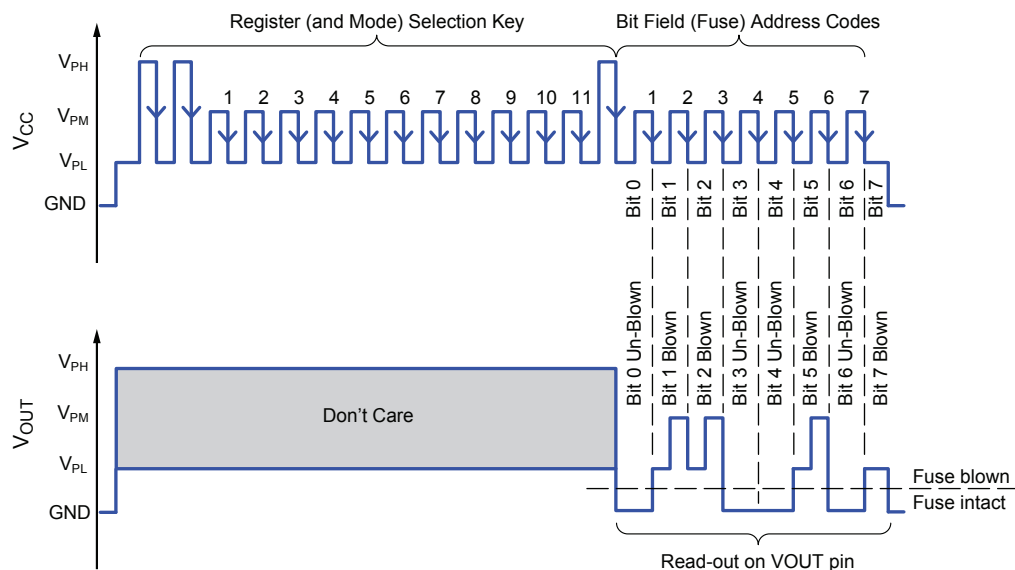 Register (and Mode) Selection Key
Bit Field (Fuse) Address Codes
VPH
VPM
VPL
GND
VCC
1 2 3 4 5 6 7 8 9 10 11
1 2 3 4 5 6 7
Bit 0
Bit 1
Bit 2
Bit 3
Bit 4
Bit 5
Bit 6
Bit 7
Bit 0 Un-Blown
Bit 1 Blown
Bit 2 Blown
Bit 3 Un-Blown
Bit 4 Un-Blown
Bit 5 Blown
Bit 6 Un-Blown
Bit 7 Blown
VPH
VPM
VPL
GND
VOUT
Don't Care
Fuse blown
Fuse intact
Read-out on VOUT pin